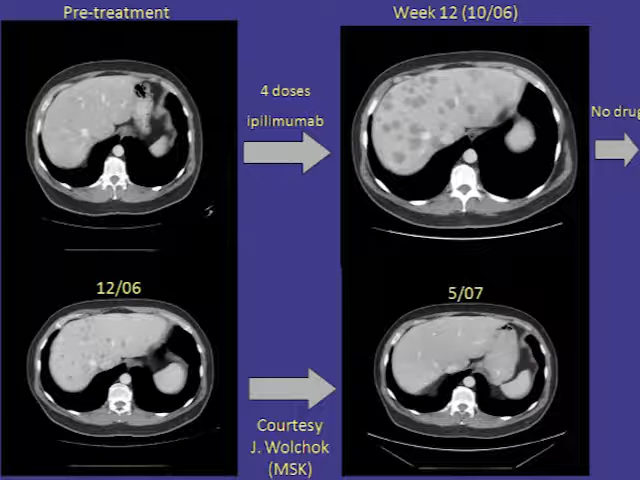 Pre-treatment
Week 12 (10/06)
4 doses
ipilimumab
No drug
12/06
5/07
Courtesy
J. Wolchok
(MSK)